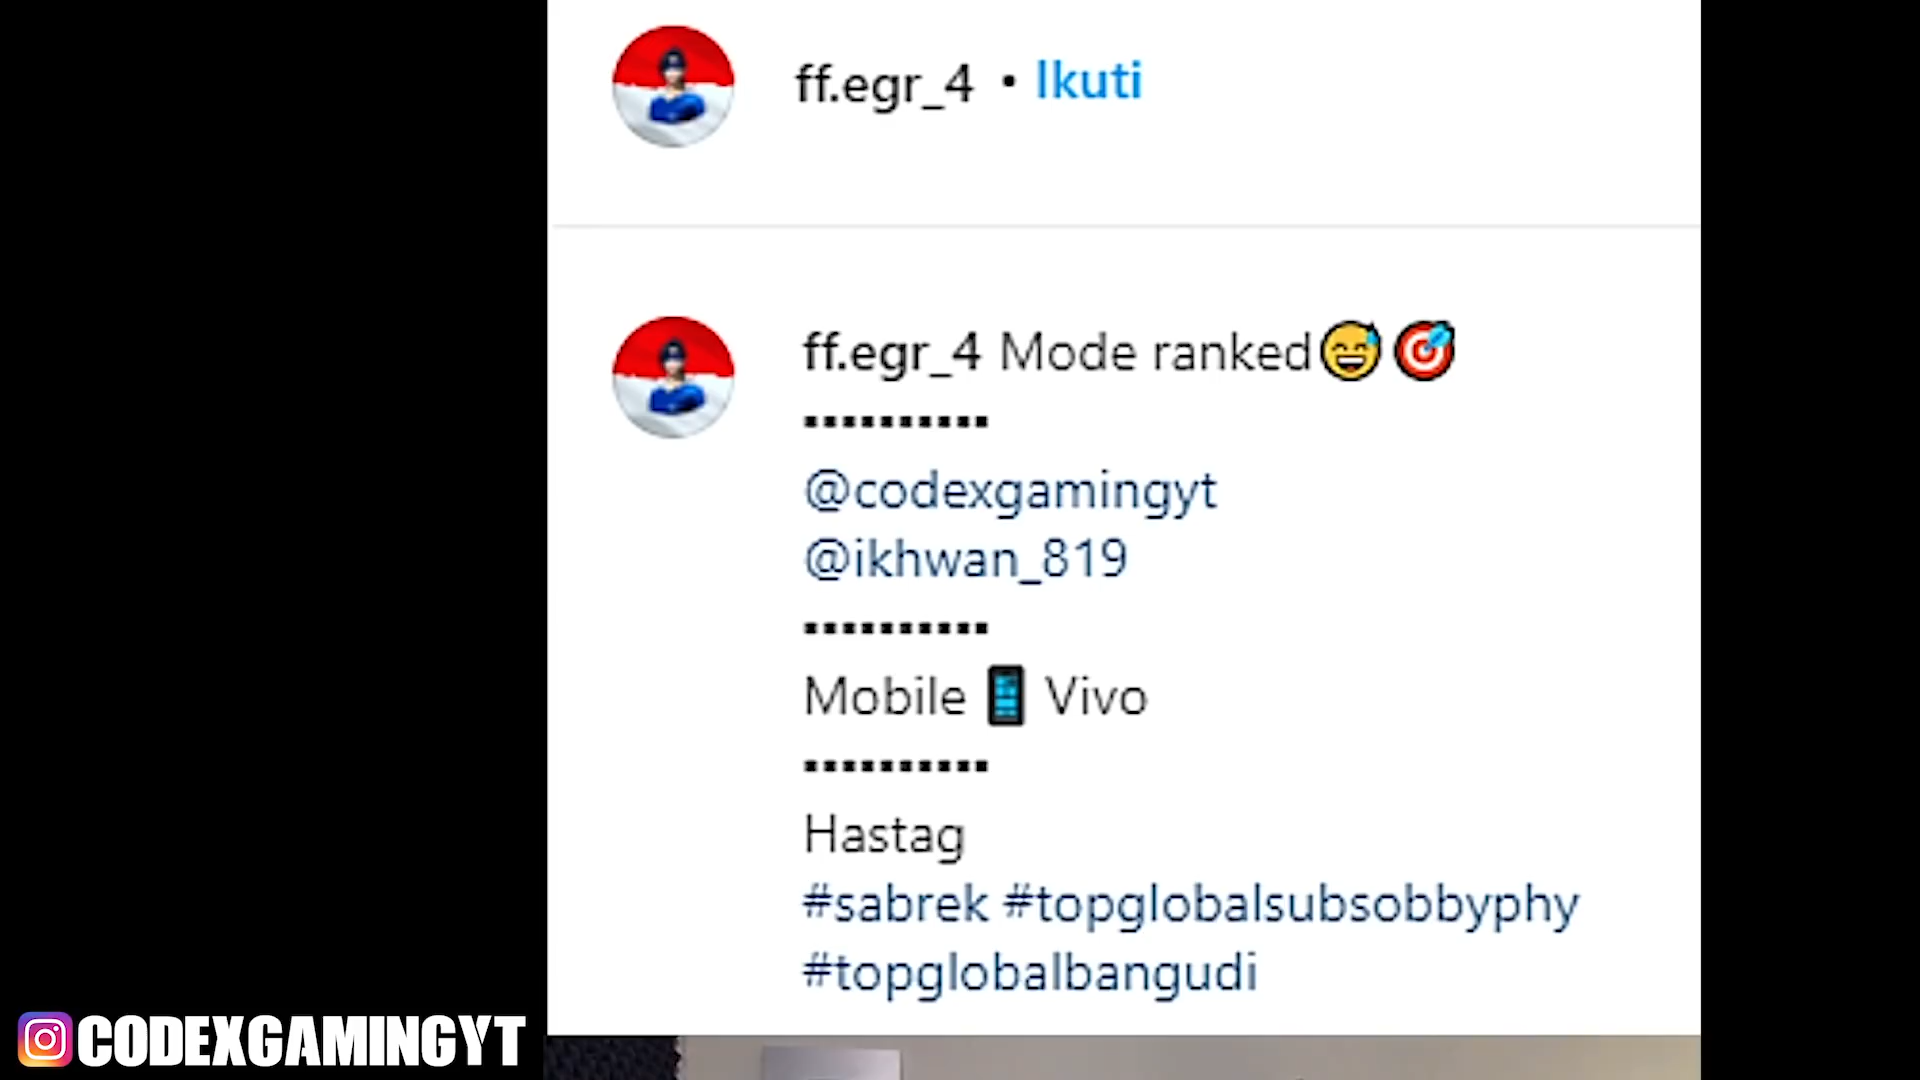 ff.egr_4 • Ikuti
ff.egr_4 Mode ranked😅🎯
..........
@codexgamingyt
@ikhwan_819
..........
Mobile 📱 Vivo
..........
Hastag
#sabrek #topglobalsubsobbyphy
#topglobalbangudi
CODEXGAMINGYT